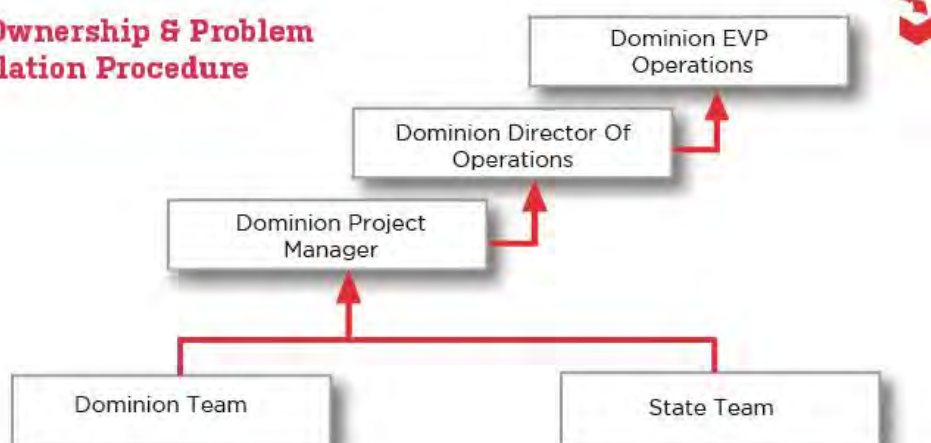 Ownership & Problem
lation Procedure
Dominion EVP
Operations
Dominion Director Of
Operations
Dominion Project
Manager
Dominion Team
State Team